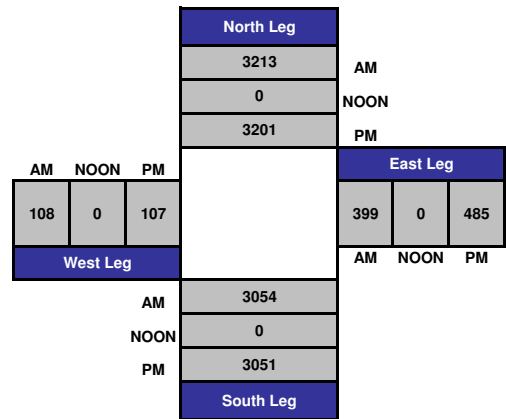 North Leg
3213 AM
0 NOON
3201 PM
AM NOON PM East Leg
108 0 107 399 0 485
West Leg AM NOON PM
AM 3054
NOON 0
PM 3051
South Leg